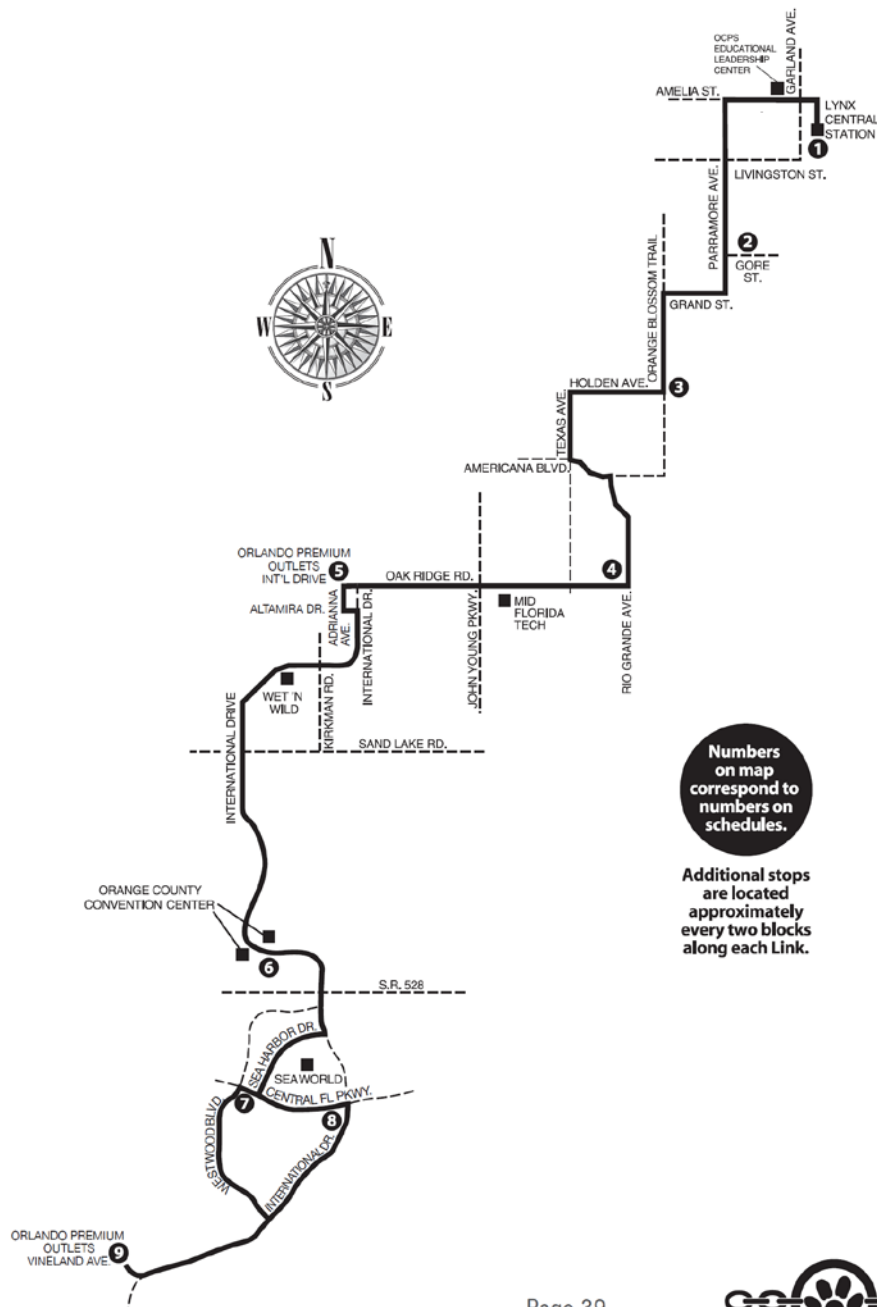 OCPS
EDUCATIONAL
LEADERSHIP
CENTER
GARLAND AVE.
AMELIA ST.
LYNX
CENTRAL
STATION
1
LIVINGSTON ST.
PARRAMORE AVE.
2
GORE
ST.
ORANGE BLOSSOM TRAIL
GRAND ST.
N
W
E
S
HOLDEN AVE.
3
TEXAS AVE.
AMERICANA BLVD.
ORLANDO PREMIUM
OUTLETS
INT'L DRIVE
5
OAK RIDGE RD.
4
ALTAMIRA DR.
ADRIANNA
AVE.
INTERNATIONAL DR.
JOHN YOUNG PKWY.
MID
FLORIDA
TECH
RIO GRANDE AVE.
WET 'N
WILD
KIRKMAN RD.
INTERNATIONAL DRIVE
SAND LAKE RD.
Numbers
on map
correspond to
numbers on
schedules.
Additional stops
are located
approximately
every two blocks
along each Link.
ORANGE COUNTY
CONVENTION CENTER
6
S.R. 528
SEA HARBOR DR.
SEA WORLD
CENTRAL FL PKWY.
7
8
WESTWOOD BLVD.
INTERNATIONAL DR.
ORLANDO PREMIUM
OUTLETS
VINELAND AVE.
9
Page 39